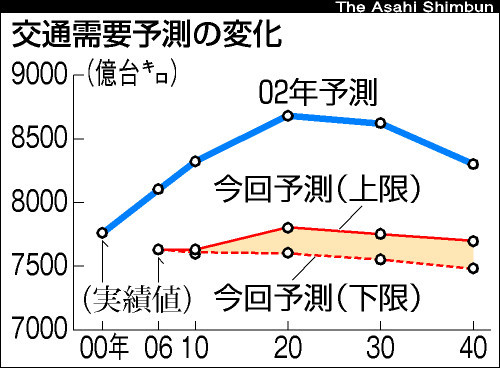 The Asahi Shimbun
交通需要予測の変化
9000 (億台㌔)
02年予測
8500
8000
今回予測(上限)
7500
(実績値)
今回予測(下限)
7000
00年 06 10 20 30 40